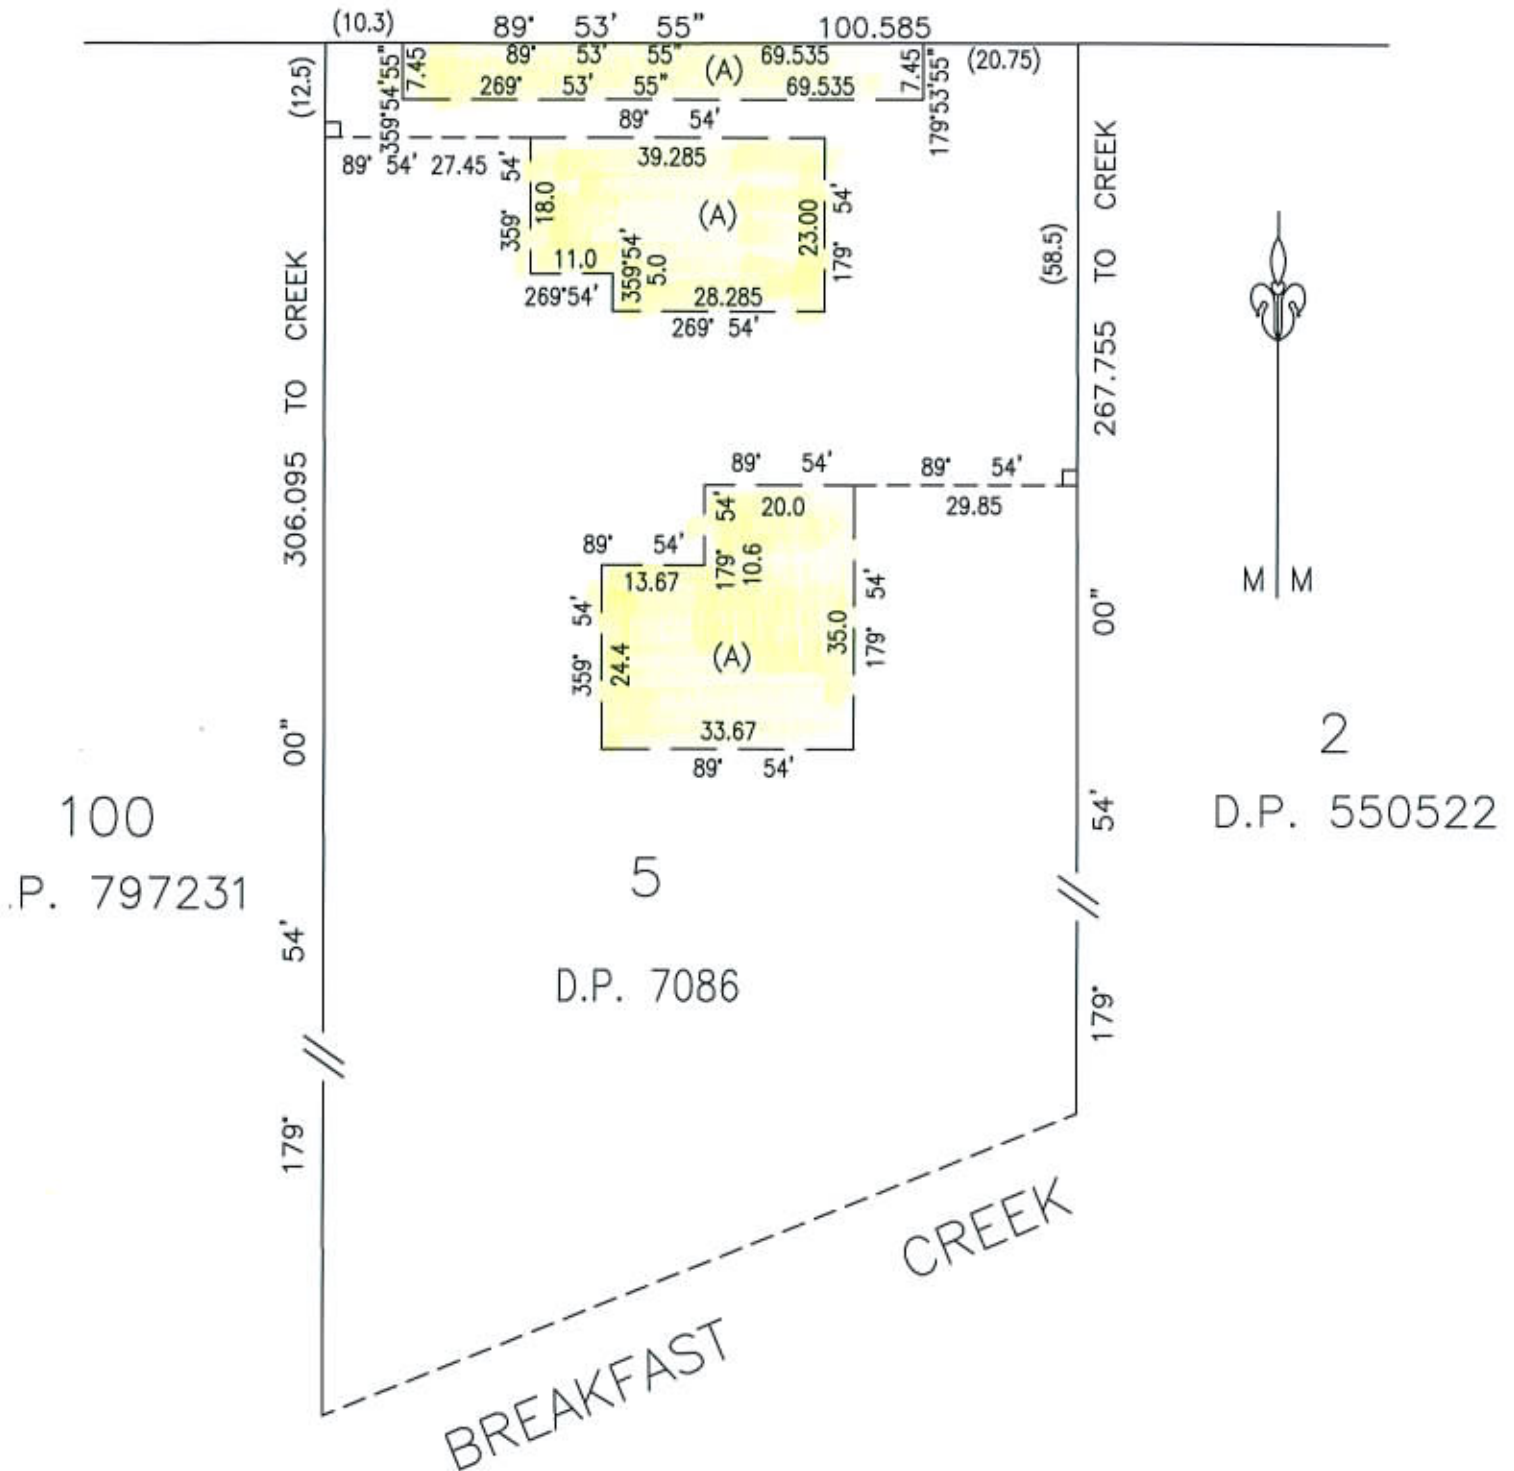 (10.3) 89° 53' 55" 100.585
89° 53' 55" 69.535
(A)
269° 53' 55" 69.535
359°54'55"
7.45
7.45
179°53'55"
(20.75)
(12.5)
89° 54'
39.285
89° 54' 27.45
359° 54'
18.0
(A)
23.00
179° 54'
11.0
269°54'
359°54'
5.0
28.285
269° 54'
(58.5)
179° 54' 00" 306.095 TO CREEK
179° 54' 00" 267.755 TO CREEK
M M
89° 54'
20.0
89° 54'
29.85
179° 54'
10.6
89° 54'
13.67
359° 54'
24.4
(A)
35.0
179° 54'
33.67
89° 54'
2
D.P. 550522
100
.P. 797231
5
D.P. 7086
BREAKFAST CREEK